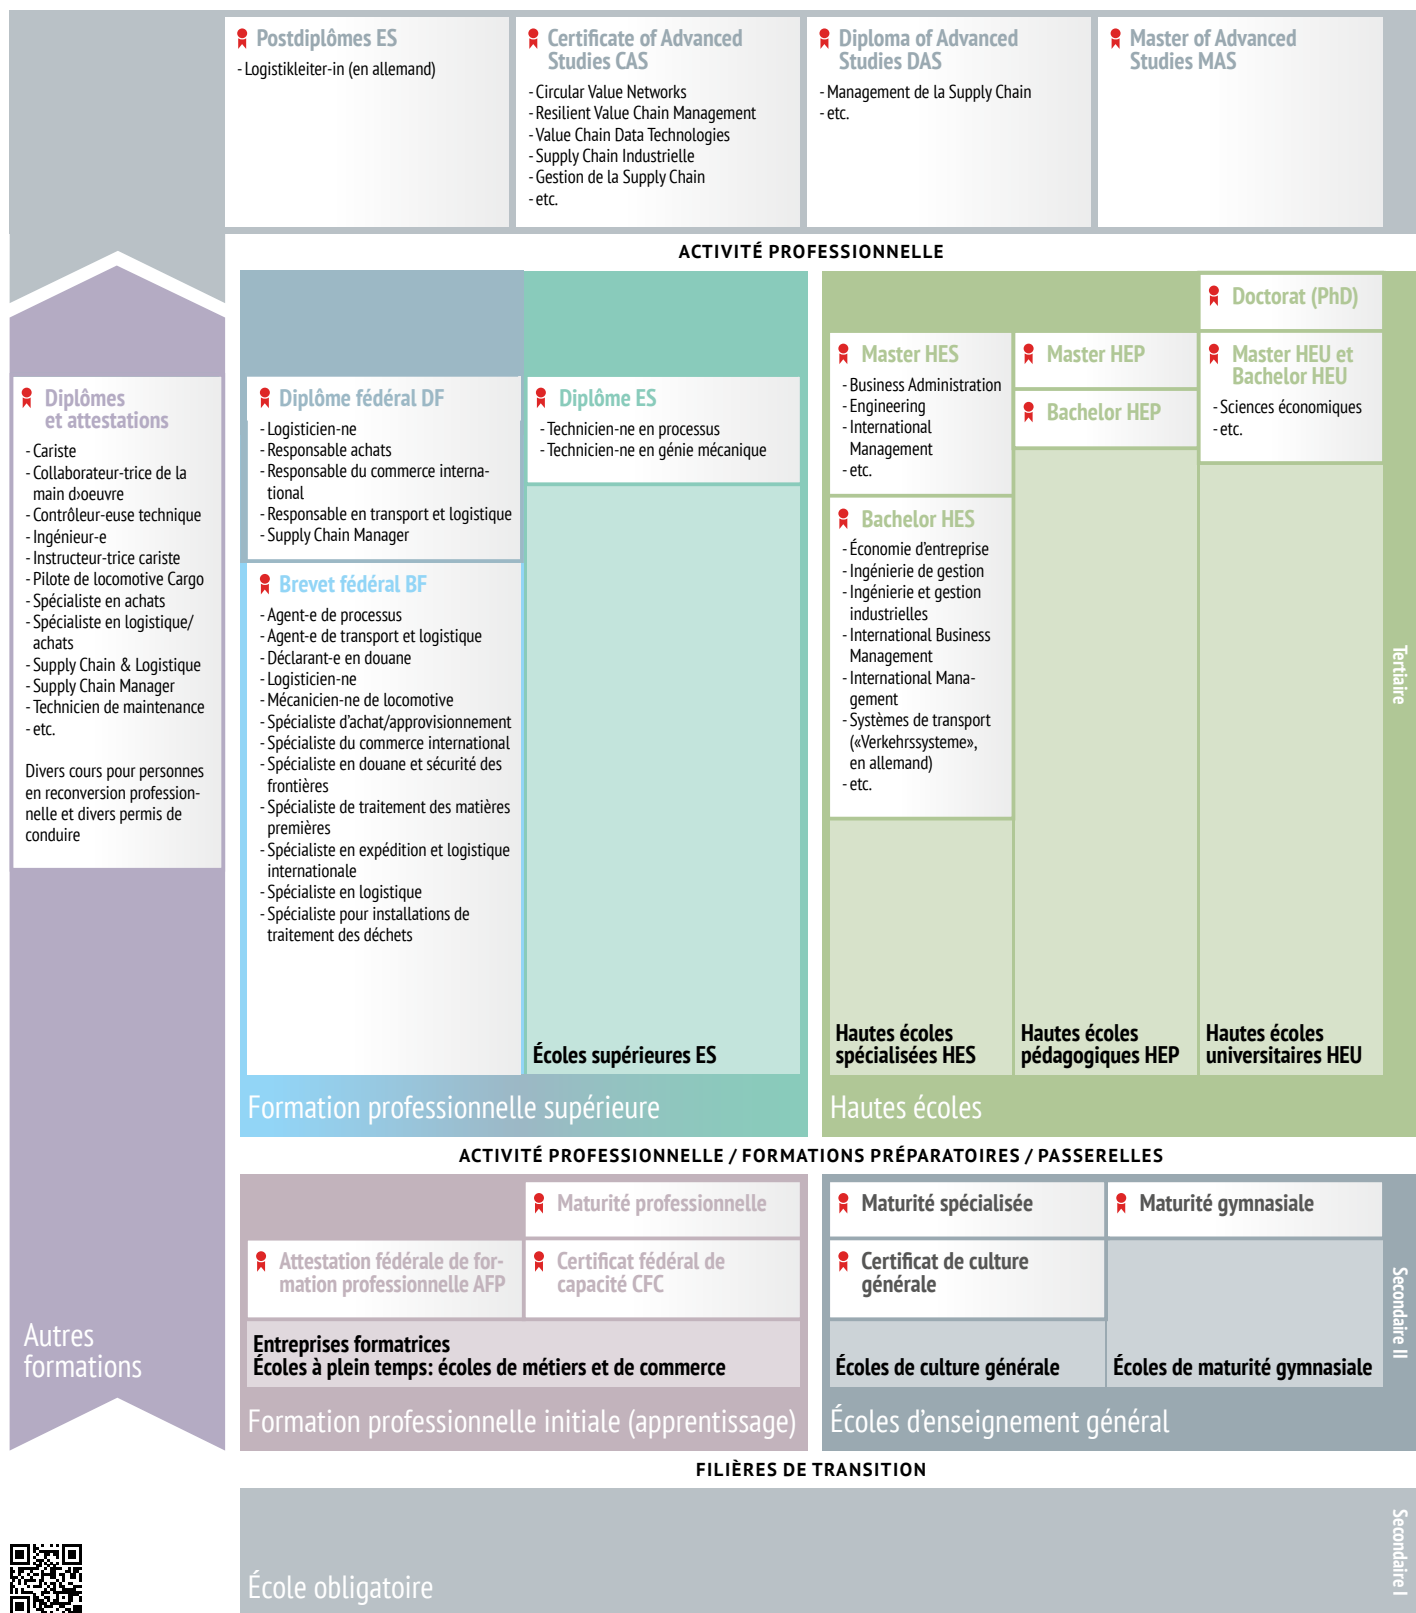 Postdiplômes ES
- Logistikleiter-in (en allemand)
Certificate of Advanced
Studies CAS
- Circular Value Networks
- Resilient Value Chain Management
- Value Chain Data Technologies
- Supply Chain Industrielle
- Gestion de la Supply Chain
- etc.
Diploma of Advanced
Studies DAS
- Management de la Supply Chain
- etc.
Master of Advanced
Studies MAS
ACTIVITÉ PROFESSIONNELLE
Diplômes
et attestations
- Cariste
- Collaborateur-trice de la
main d›oeuvre
- Contrôleur-euse technique
- Ingénieur-e
- Instructeur-trice cariste
- Pilote de locomotive Cargo
- Spécialiste en achats
- Spécialiste en logistique/
achats
- Supply Chain & Logistique
- Supply Chain Manager
- Technicien de maintenance
- etc.
Divers cours pour personnes
en reconversion profession-
nelle et divers permis de
conduire
Autres
formations
Diplôme fédéral DF
- Logisticien-ne
- Responsable achats
- Responsable du commerce interna-
tional
- Responsable en transport et logistique
- Supply Chain Manager
Brevet fédéral BF
- Agent-e de processus
- Agent-e de transport et logistique
- Déclarant-e en douane
- Logisticien-ne
- Mécanicien-ne de locomotive
- Spécialiste d'achat/approvisionnement
- Spécialiste du commerce international
- Spécialiste en douane et sécurité des
frontières
- Spécialiste de traitement des matières
premières
- Spécialiste en expédition et logistique
internationale
- Spécialiste en logistique
- Spécialiste pour installations de
traitement des déchets
Diplôme ES
- Technicien-ne en processus
- Technicien-ne en génie mécanique
Écoles supérieures ES
Formation professionnelle supérieure
Master HES
- Business Administration
- Engineering
- International
Management
- etc.
Bachelor HES
- Économie d'entreprise
- Ingénierie de gestion
- Ingénierie et gestion
industrielles
- International Business
Management
- International Mana-
gement
- Systèmes de transport
(«Verkehrssysteme»,
en allemand)
- etc.
Hautes écoles
spécialisées HES
Master HEP
Bachelor HEP
Hautes écoles
pédagogiques HEP
Doctorat (PhD)
Master HEU et
Bachelor HEU
- Sciences économiques
- etc.
Hautes écoles
universitaires HEU
Hautes écoles
Tertiaire
ACTIVITÉ PROFESSIONNELLE / FORMATIONS PRÉPARATOIRES / PASSERELLES
Maturité professionnelle
Attestation fédérale de for-
mation professionnelle AFP
Certificat fédéral de
capacité CFC
Entreprises formatrices
Écoles à plein temps: écoles de métiers et de commerce
Formation professionnelle initiale (apprentissage)
Maturité spécialisée
Certificat de culture
générale
Écoles de culture générale
Maturité gymnasiale
Écoles de maturité gymnasiale
Écoles d'enseignement général
Secondaire II
FILIÈRES DE TRANSITION
École obligatoire
Secondaire I